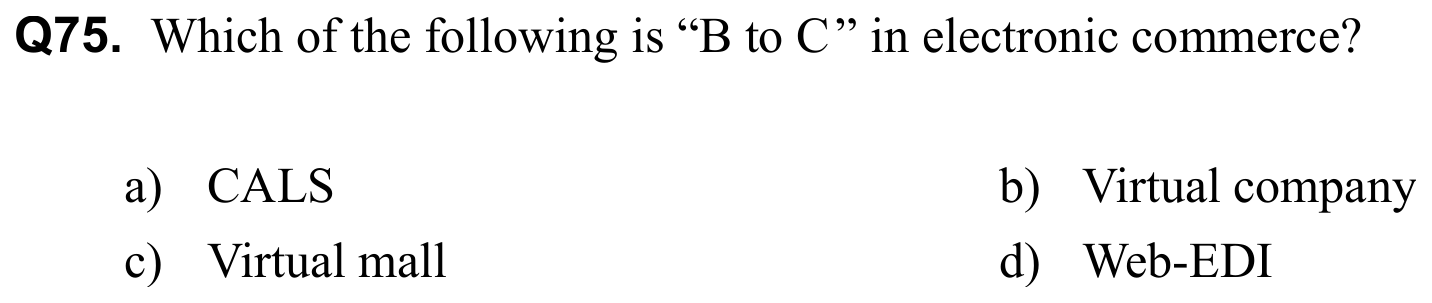 Q75. Which of the following is “B to C” in electronic commerce?
a) CALS b) Virtual company
c) Virtual mall d) Web-EDI